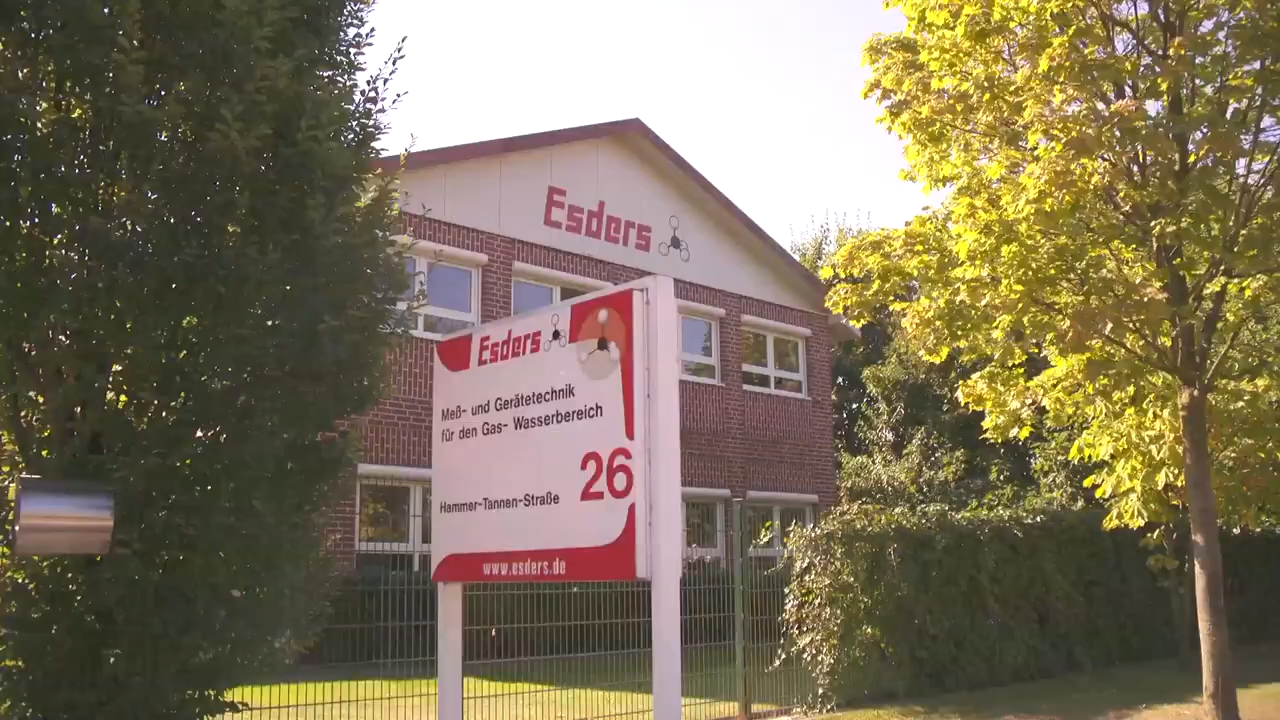 Esders
Esders
Meß- und Gerätetechnik
für den Gas- Wasserbereich
26
Hammer-Tannen-Straße
www.esders.de